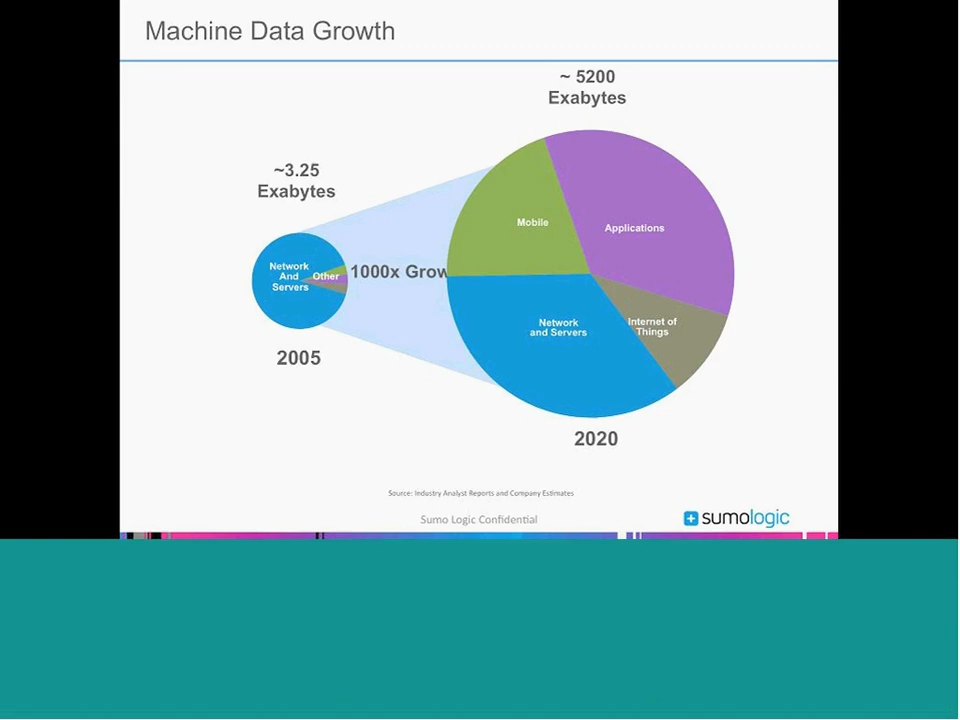 Machine Data Growth
~ 5200
Exabytes
~3.25
Exabytes
Mobile
Applications
Network
And
Servers
Other
1000x Grow
Network
and Servers
Internet of
Things
2005
2020
Source: Industry Analyst Reports and Company Estimates
Sumo Logic Confidential
sumologic